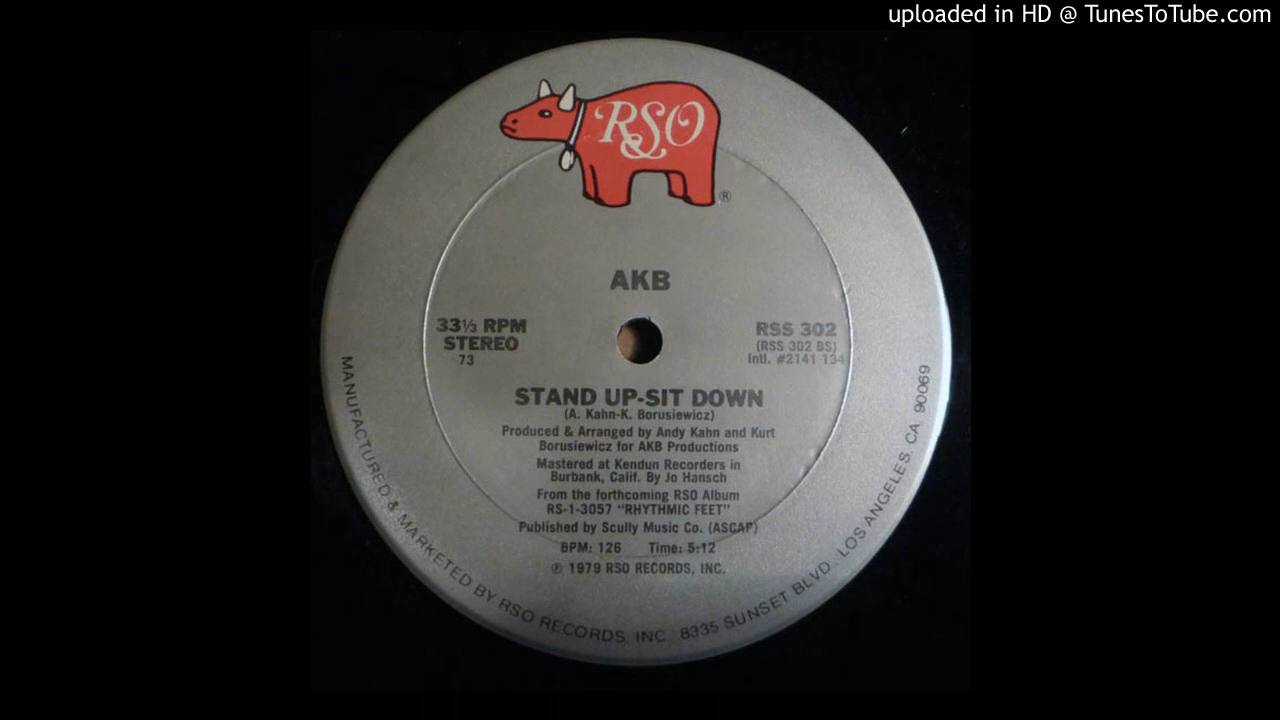 uploaded in HD @ TunesToTube.com
RSO
®
AKB
33⅓ RPM
STEREO
73
RSS 302
(RSS 302 BS)
Intl. #2141 134
STAND UP-SIT DOWN
(A. Kahn-K. Borusiewicz)
Produced & Arranged by Andy Kahn and Kurt
Borusiewicz for AKB Productions
Mastered at Kendun Recorders in
Burbank, Calif. By Jo Hansch
From the forthcoming RSO Album
RS-1-3057 "RHYTHMIC FEET"
Published by Scully Music Co. (ASCAP)
BPM: 126 Time: 5:12
℗ 1979 RSO RECORDS, INC.
MANUFACTURED & MARKETED BY RSO RECORDS, INC. 8335 SUNSET BLVD. LOS ANGELES, CA 90069